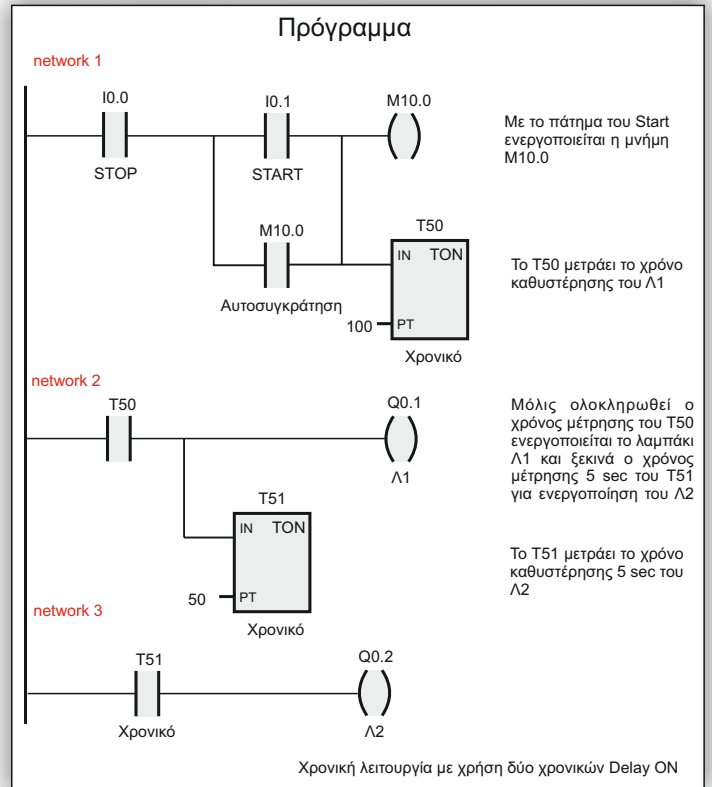 Πρόγραμμα
network 1
I0.0
I0.1
M10.0
STOP
START
Με το πάτημα του Start
ενεργοποιείται η μνήμη
M10.0
M10.0
Αυτοσυγκράτηση
T50
IN TON
100
PT
Χρονικό
Το T50 μετράει το χρόνο
καθυστέρησης του Λ1
network 2
T50
Q0.1
Λ1
Μόλις ολοκληρωθεί ο
χρόνος μέτρησης του T50
ενεργοποιείται το λαμπάκι
Λ1 και ξεκινά ο χρόνος
μέτρησης 5 sec του T51
για ενεργοποίηση του Λ2
T51
IN TON
50
PT
Χρονικό
Το T51 μετράει το χρόνο
καθυστέρησης 5 sec του
Λ2
network 3
T51
Q0.2
Χρονικό
Λ2
Χρονική λειτουργία με χρήση δύο χρονικών Delay ON